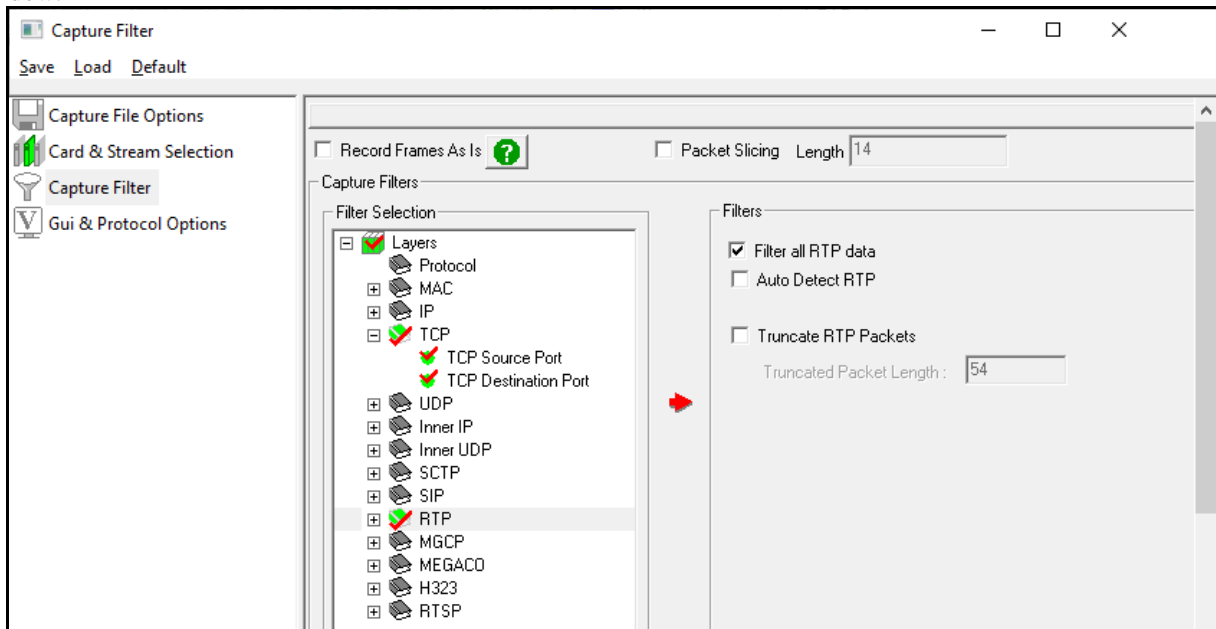 Capture Filter
Save Load Default
Capture File Options
Card & Stream Selection
Capture Filter
Gui & Protocol Options
Record Frames As Is
Packet Slicing Length 14
Capture Filters
Filter Selection
Layers
Protocol
MAC
IP
TCP
TCP Source Port
TCP Destination Port
UDP
Inner IP
Inner UDP
SCTP
SIP
RTP
MGCP
MEGACO
H323
RTSP
Filters
Filter all RTP data
Auto Detect RTP
Truncate RTP Packets
Truncated Packet Length : 54